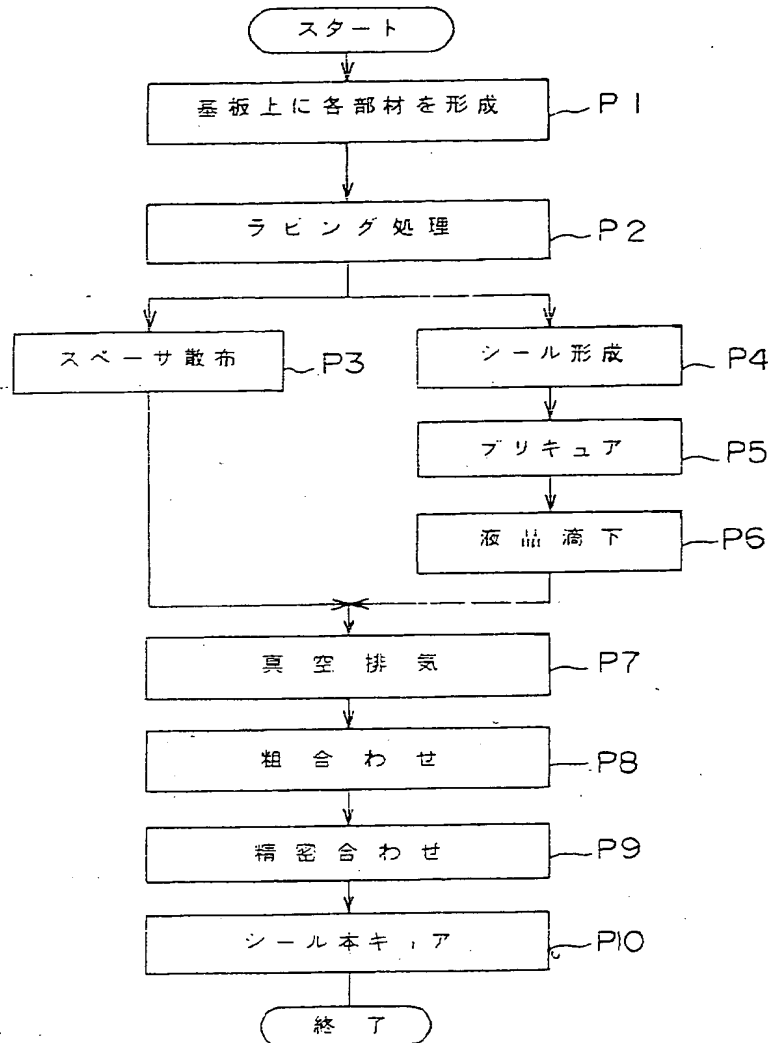 スタート
基板上に各部材を形成 P1
ラビング処理 P2
スペーサ散布 P3
シール形成 P4
プリキュア P5
液晶滴下 P6
真空排気 P7
粗合わせ P8
精密合わせ P9
シール本キュア P10
終了